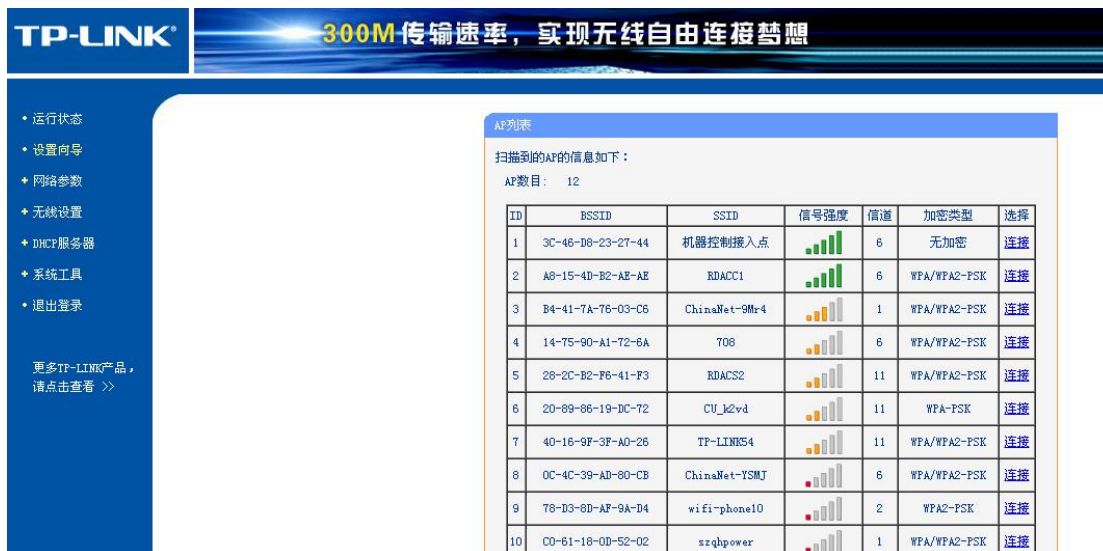 TP-LINK®
300M 传输速率，实现无线自由连接梦想
• 运行状态
• 设置向导
+ 网络参数
+ 无线设置
+ DHCP服务器
+ 系统工具
• 退出登录
更多TP-LINK产品，
请点击查看 >>
AP列表
扫描到的AP的信息如下：
AP数目： 12
ID BSSID SSID 信号强度 信道 加密类型 选择
1 3C-46-D8-23-27-44 机器控制接入点 6 无加密 连接
2 A8-15-4D-B2-AE-AE RDACC1 6 WPA/WPA2-PSK 连接
3 B4-41-7A-76-03-C6 ChinaNet-9Mr4 1 WPA/WPA2-PSK 连接
4 14-75-90-A1-72-6A 708 6 WPA/WPA2-PSK 连接
5 28-2C-B2-F6-41-F3 RDACS2 11 WPA/WPA2-PSK 连接
6 20-89-86-19-DC-72 CU_k2vd 11 WPA-PSK 连接
7 40-16-9F-3F-A0-26 TP-LINK54 11 WPA/WPA2-PSK 连接
8 0C-4C-39-AD-80-CB ChinaNet-YSMJ 6 WPA/WPA2-PSK 连接
9 78-D3-8D-AF-9A-D4 wifi-phone10 2 WPA2-PSK 连接
10 C0-61-18-0D-52-02 szqhpower 1 WPA/WPA2-PSK 连接